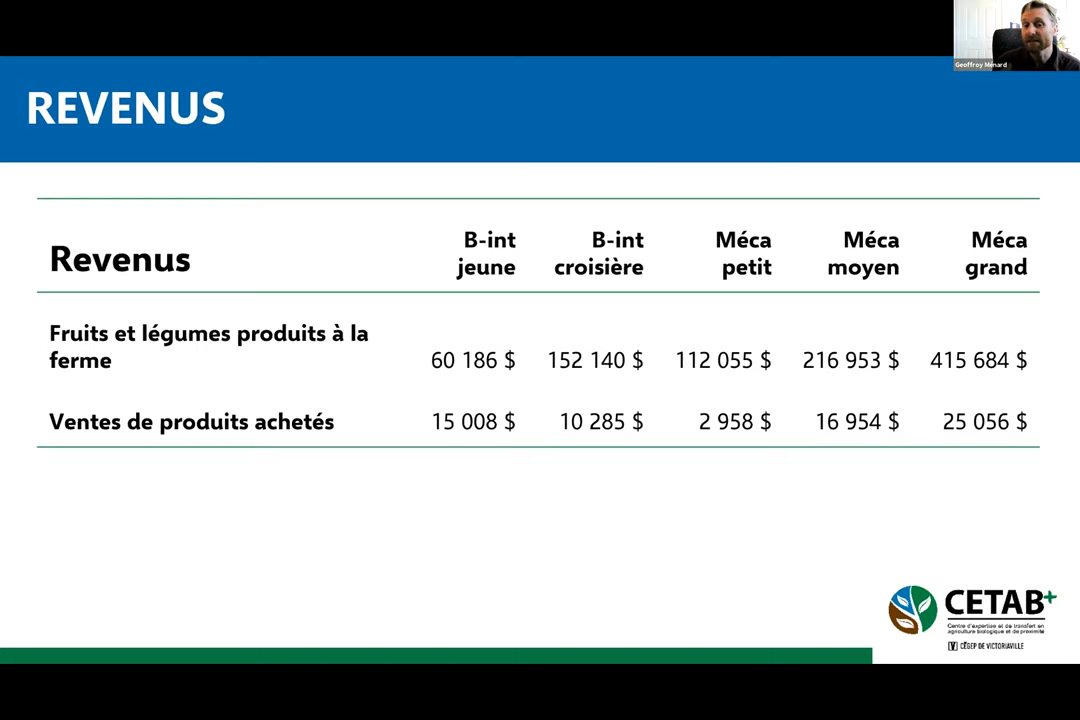 Geoffroy Ménard
REVENUS
Revenus
B-int
jeune
B-int
croisière
Méca
petit
Méca
moyen
Méca
grand
Fruits et légumes produits à la
ferme
60 186 $ 152 140 $ 112 055 $ 216 953 $ 415 684 $
Ventes de produits achetés 15 008 $ 10 285 $ 2 958 $ 16 954 $ 25 056 $
CETAB+
Centre d'expertise et de transfert en
agriculture biologique et de proximité
CÉGEP DE VICTORIAVILLE